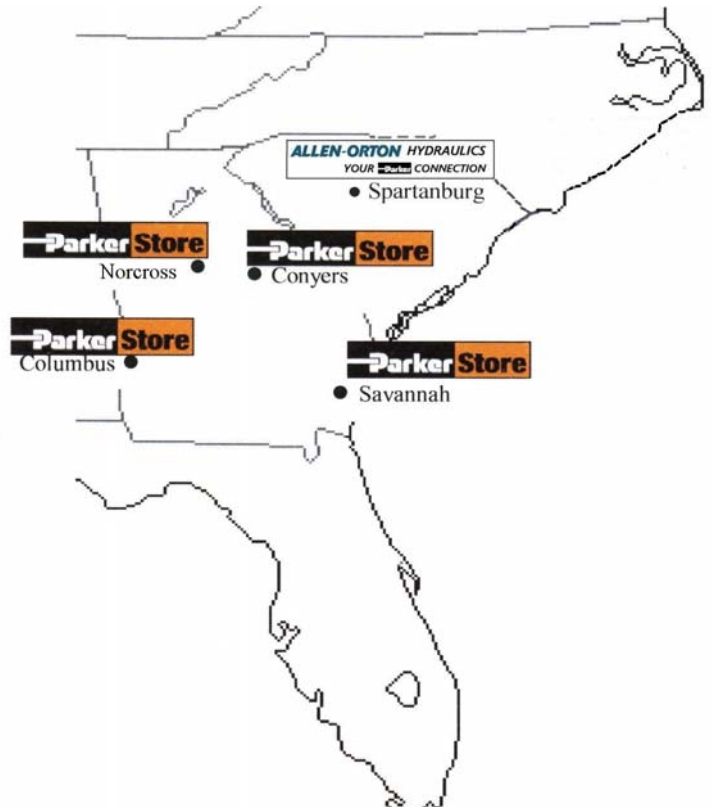 ALLEN-ORTON HYDRAULICS
YOUR Parker CONNECTION
Spartanburg
Parker Store
Norcross
Parker Store
Conyers
Parker Store
Columbus
Parker Store
Savannah